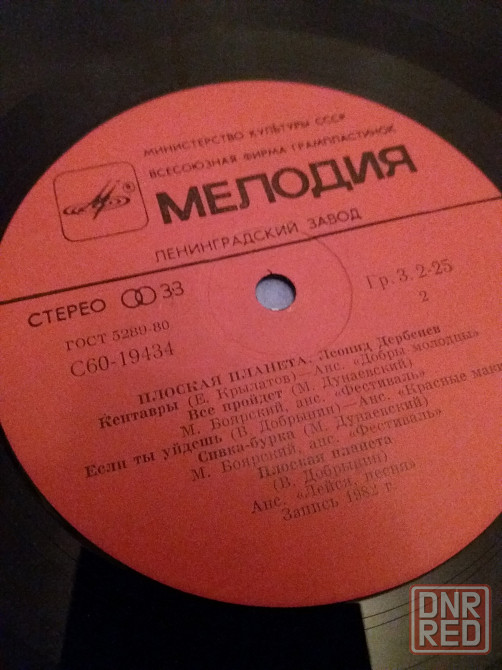 МИНИСТЕРСТВО КУЛЬТУРЫ СССР
ВСЕСОЮЗНАЯ ФИРМА ГРАМПЛАСТИНОК
МЕЛОДИЯ
ЛЕНИНГРАДСКИЙ ЗАВОД
СТЕРЕО 33
Гр. 3. 2-25
ГОСТ 5289-80
2
С60-19434
ПЛОСКАЯ ПЛАНЕТА. Леонид Дербенев
Кентавры (Е. Крылатов)—Анс. «Добры молодцы»
Все пройдет (М. Дунаевский)
М. Боярский, анс. «Фестиваль»
Если ты уйдешь (В. Добрынин)—Анс. «Красные маки»
Сивка-бурка (М. Дунаевский)
М. Боярский, анс. «Фестиваль»
Плоская планета
(В. Добрынин)
Анс. «Лейся, песня»
Запись 1982 г.
DNR
RED